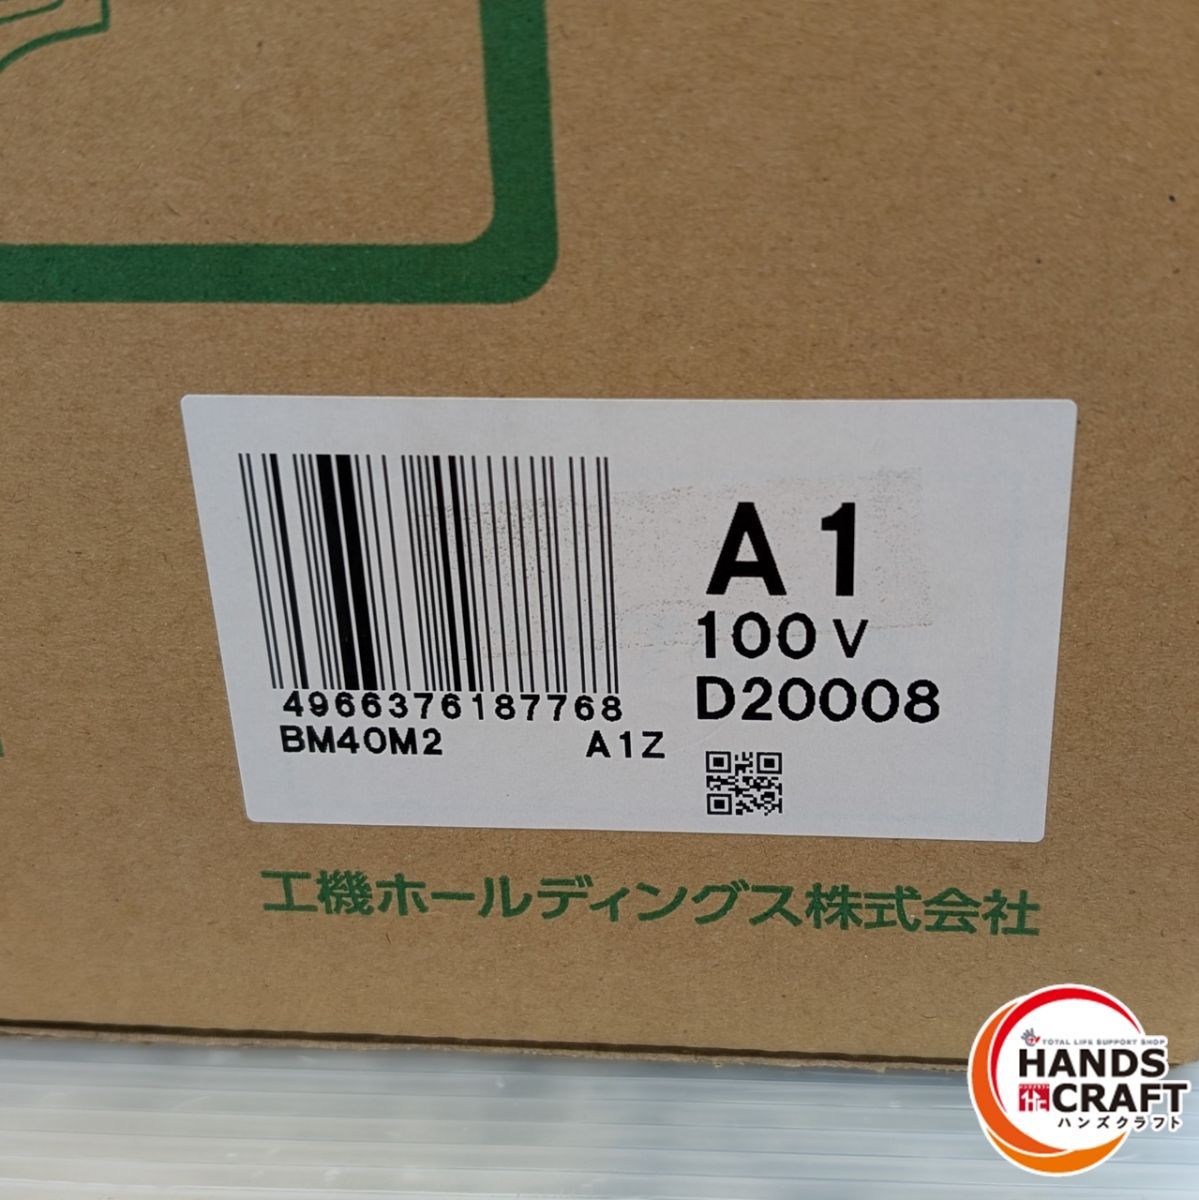 A1
100V
D20008
4966376187768
BM40M2 A1Z
工機ホールディングス株式会社
TOTAL LIFE SUPPORT SHOP
HANDS
CRAFT
ハンズクラフト